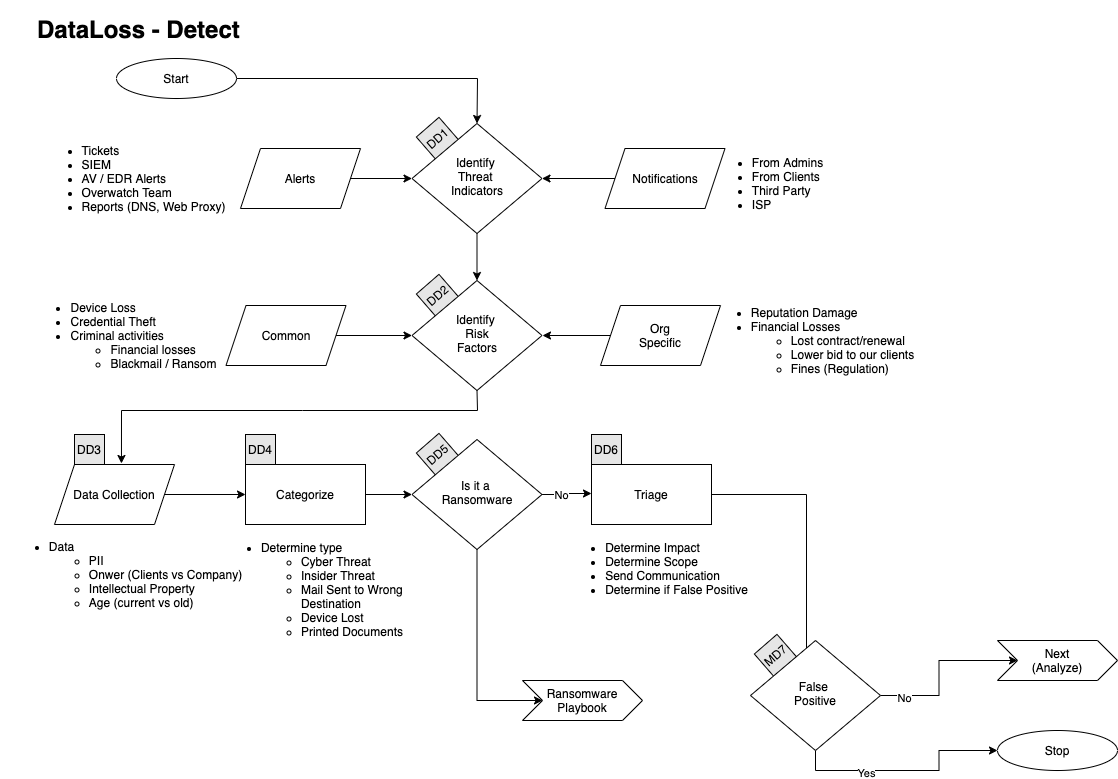 DataLoss - Detect
Start
DD1
Identify
Threat
Indicators
• Tickets
• SIEM
• AV / EDR Alerts
• Overwatch Team
• Reports (DNS, Web Proxy)
Alerts
Notifications
• From Admins
• From Clients
• Third Party
• ISP
DD2
Identify
Risk
Factors
• Device Loss
• Credential Theft
• Criminal activities
○ Financial losses
○ Blackmail / Ransom
Common
Org
Specific
• Reputation Damage
• Financial Losses
○ Lost contract/renewal
○ Lower bid to our clients
○ Fines (Regulation)
DD3
Data Collection
• Data
○ PII
○ Onwer (Clients vs Company)
○ Intellectual Property
○ Age (current vs old)
DD4
Categorize
• Determine type
○ Cyber Threat
○ Insider Threat
○ Mail Sent to Wrong
Destination
○ Device Lost
○ Printed Documents
DD5
Is it a
Ransomware
No
DD6
Triage
• Determine Impact
• Determine Scope
• Send Communication
• Determine if False Positive
Ransomware
Playbook
MD7
False
Positive
No
Next
(Analyze)
Yes
Stop